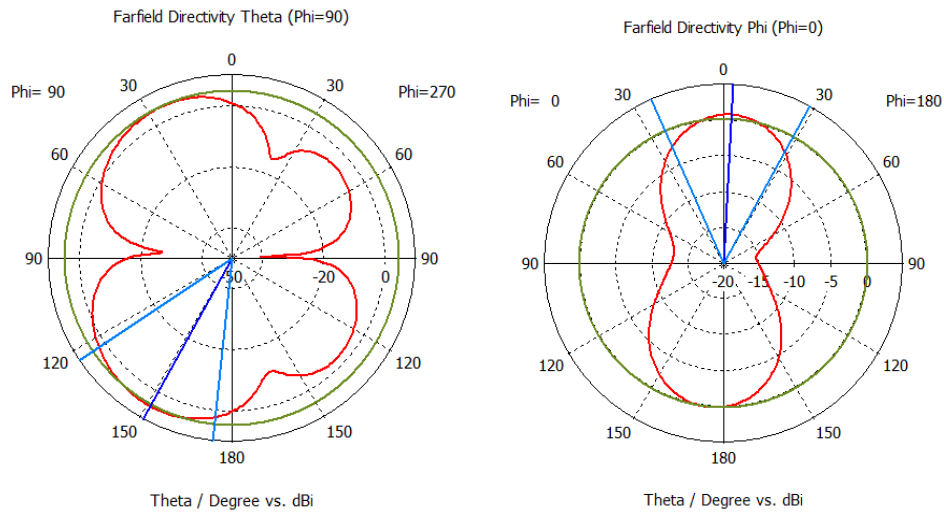 Farfield Directivity Theta (Phi=90)
0
30 30
Phi= 90 Phi=270
60 60
90 -50 -20 0 90
120 120
150 150
180
Theta / Degree vs. dBi
Farfield Directivity Phi (Phi=0)
0
30 30
Phi= 0 Phi=180
60 60
90 -20 -15 -10 -5 0 90
120 120
150 150
180
Theta / Degree vs. dBi